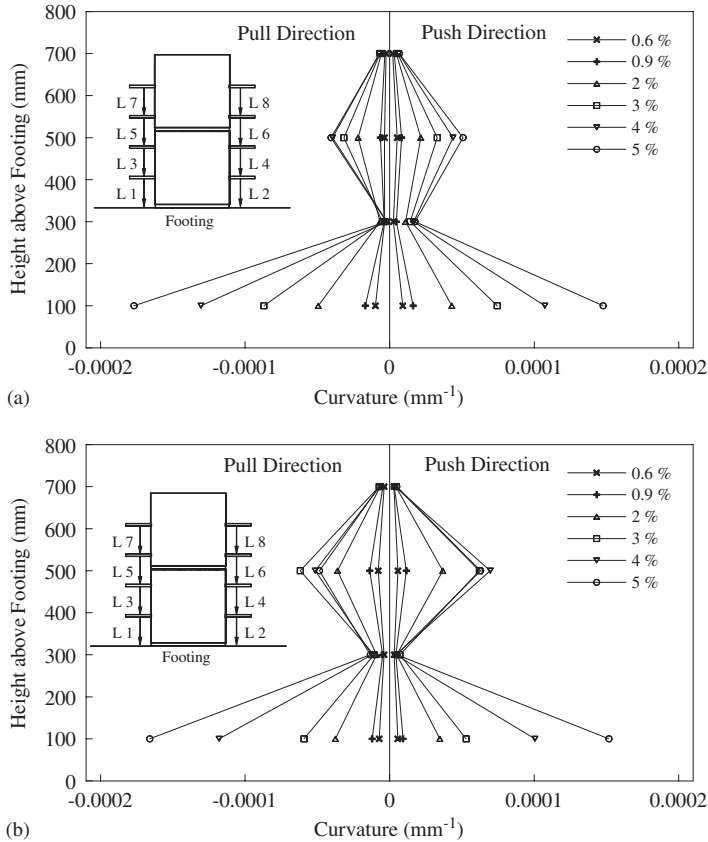 Pull Direction
Push Direction
800
700
600
500
400
300
200
100
0
Height above Footing (mm)
L 7
L 8
L 5
L 6
L 3
L 4
L 1
L 2
Footing
0.6 %
0.9 %
2 %
3 %
4 %
5 %
-0.0002
-0.0001
0
0.0001
0.0002
(a)
Curvature (mm-1)
Pull Direction
Push Direction
800
700
600
500
400
300
200
100
0
Height above Footing (mm)
L 7
L 8
L 5
L 6
L 3
L 4
L 1
L 2
Footing
0.6 %
0.9 %
2 %
3 %
4 %
5 %
-0.0002
-0.0001
0
0.0001
0.0002
(b)
Curvature (mm-1)